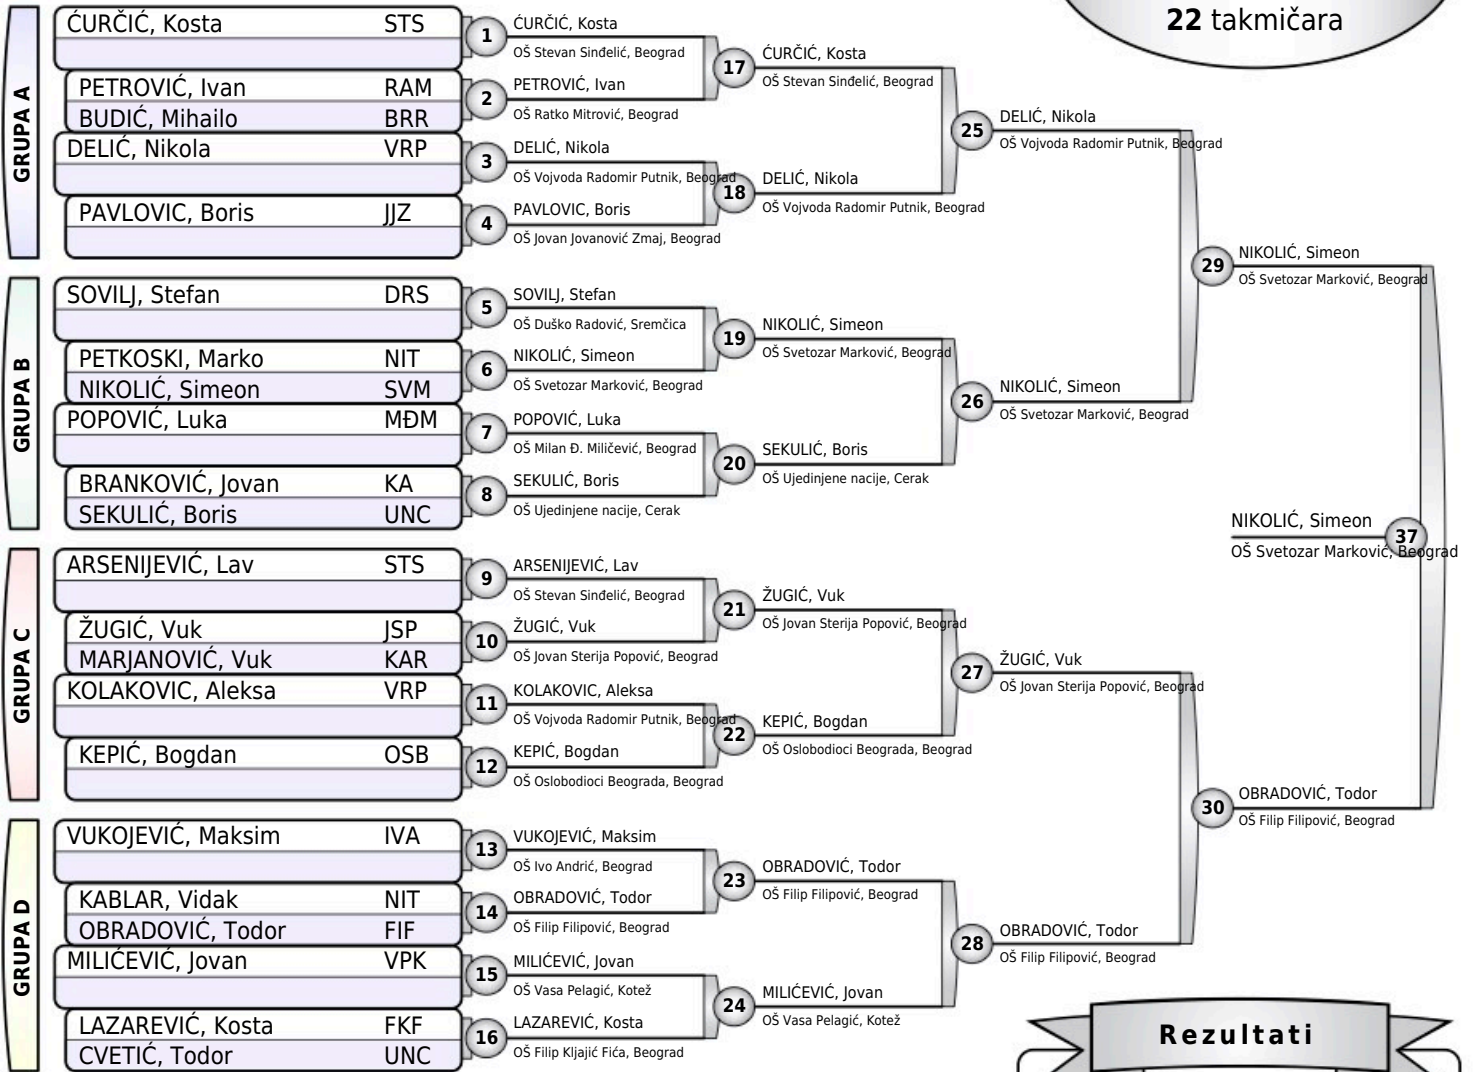 22 takmičara
GRUPA A
ĆURČIĆ, Kosta STS
PETROVIĆ, Ivan RAM
BUDIĆ, Mihailo BRR
DELIĆ, Nikola VRP
PAVLOVIC, Boris JJZ
1
ĆURČIĆ, Kosta
OŠ Stevan Sinđelić, Beograd
2
PETROVIĆ, Ivan
OŠ Ratko Mitrović, Beograd
3
DELIĆ, Nikola
OŠ Vojvoda Radomir Putnik, Beograd
4
PAVLOVIC, Boris
OŠ Jovan Jovanović Zmaj, Beograd
17
ĆURČIĆ, Kosta
OŠ Stevan Sinđelić, Beograd
18
DELIĆ, Nikola
OŠ Vojvoda Radomir Putnik, Beograd
25
DELIĆ, Nikola
OŠ Vojvoda Radomir Putnik, Beograd
GRUPA B
SOVILJ, Stefan DRS
PETKOSKI, Marko NIT
NIKOLIĆ, Simeon SVM
POPOVIĆ, Luka MĐM
BRANKOVIĆ, Jovan KA
SEKULIĆ, Boris UNC
5
SOVILJ, Stefan
OŠ Duško Radović, Sremčica
6
NIKOLIĆ, Simeon
OŠ Svetozar Marković, Beograd
7
POPOVIĆ, Luka
OŠ Milan Đ. Miličević, Beograd
8
SEKULIĆ, Boris
OŠ Ujedinjene nacije, Cerak
19
NIKOLIĆ, Simeon
OŠ Svetozar Marković, Beograd
20
SEKULIĆ, Boris
OŠ Ujedinjene nacije, Cerak
26
NIKOLIĆ, Simeon
OŠ Svetozar Marković, Beograd
29
NIKOLIĆ, Simeon
OŠ Svetozar Marković, Beograd
GRUPA C
ARSENIJEVIĆ, Lav STS
ŽUGIĆ, Vuk JSP
MARJANOVIĆ, Vuk KAR
KOLAKOVIC, Aleksa VRP
KEPIĆ, Bogdan OSB
9
ARSENIJEVIĆ, Lav
OŠ Stevan Sinđelić, Beograd
10
ŽUGIĆ, Vuk
OŠ Jovan Sterija Popović, Beograd
11
KOLAKOVIC, Aleksa
OŠ Vojvoda Radomir Putnik, Beograd
12
KEPIĆ, Bogdan
OŠ Oslobodioci Beograda, Beograd
21
ŽUGIĆ, Vuk
OŠ Jovan Sterija Popović, Beograd
22
KEPIĆ, Bogdan
OŠ Oslobodioci Beograda, Beograd
27
ŽUGIĆ, Vuk
OŠ Jovan Sterija Popović, Beograd
GRUPA D
VUKOJEVIĆ, Maksim IVA
KABLAR, Vidak NIT
OBRADOVIĆ, Todor FIF
MILIĆEVIĆ, Jovan VPK
LAZAREVIĆ, Kosta FKF
CVETIĆ, Todor UNC
13
VUKOJEVIĆ, Maksim
OŠ Ivo Andrić, Beograd
14
OBRADOVIĆ, Todor
OŠ Filip Filipović, Beograd
15
MILIĆEVIĆ, Jovan
OŠ Vasa Pelagić, Kotež
16
LAZAREVIĆ, Kosta
OŠ Filip Kljajić Fića, Beograd
23
OBRADOVIĆ, Todor
OŠ Filip Filipović, Beograd
24
MILIĆEVIĆ, Jovan
OŠ Vasa Pelagić, Kotež
28
OBRADOVIĆ, Todor
OŠ Filip Filipović, Beograd
30
OBRADOVIĆ, Todor
OŠ Filip Filipović, Beograd
37
NIKOLIĆ, Simeon
OŠ Svetozar Marković, Beograd
Rezultati